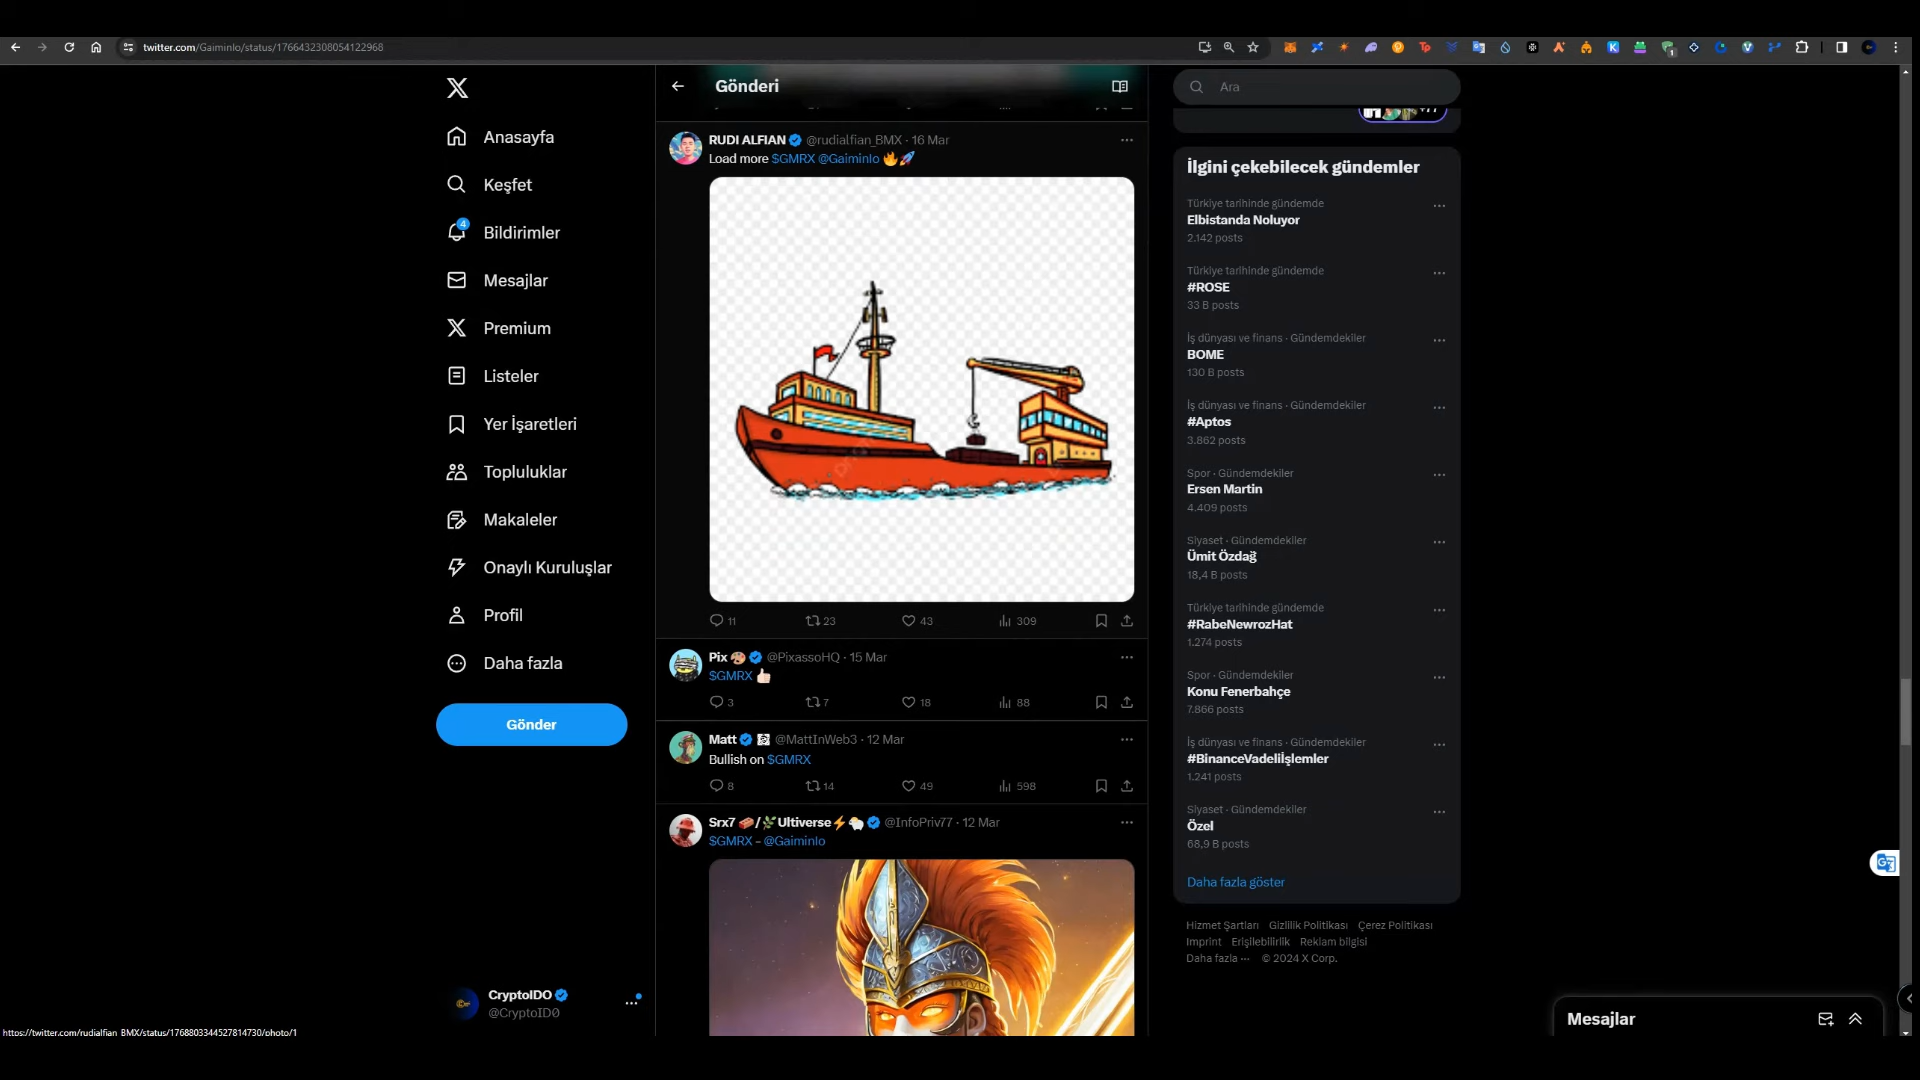 twitter.com/GaiminIo/status/1766432308054122968
Anasayfa
Keşfet
4
Bildirimler
Mesajlar
Premium
Listeler
Yer İşaretleri
Topluluklar
Makaleler
Onaylı Kuruluşlar
Profil
Daha fazla
Gönder
CryptoIDO
@CryptoID0
https://twitter.com/rudialfian_BMX/status/1768803344527814730/photo/1
Gönderi
RUDI ALFIAN @rudialfian_BMX · 16 Mar
Load more $GMRX @GaiminIo 🔥🚀
11 23 43 309
Pix 🎨 @PixassoHQ · 15 Mar
$GMRX 👍🏻
3 7 18 88
Matt @MattInWeb3 · 12 Mar
Bullish on $GMRX
8 14 49 598
Srx7 🧱/🌿Ultiverse⚡🐑 @InfoPriv77 · 12 Mar
$GMRX - @GaiminIo
Ara
İlgini çekebilecek gündemler
Türkiye tarihinde gündemde
Elbistanda Noluyor
2.142 posts
Türkiye tarihinde gündemde
#ROSE
33 B posts
İş dünyası ve finans · Gündemdekiler
BOME
130 B posts
İş dünyası ve finans · Gündemdekiler
#Aptos
3.862 posts
Spor · Gündemdekiler
Ersen Martin
4.409 posts
Siyaset · Gündemdekiler
Ümit Özdağ
18,4 B posts
Türkiye tarihinde gündemde
#RabeNewrozHat
1.274 posts
Spor · Gündemdekiler
Konu Fenerbahçe
7.866 posts
İş dünyası ve finans · Gündemdekiler
#BinanceVadeliİşlemler
1.241 posts
Siyaset · Gündemdekiler
Özel
68,9 B posts
Daha fazla göster
Hizmet Şartları Gizlilik Politikası Çerez Politikası
Imprint Erişilebilirlik Reklam bilgisi
Daha fazla ··· © 2024 X Corp.
Mesajlar